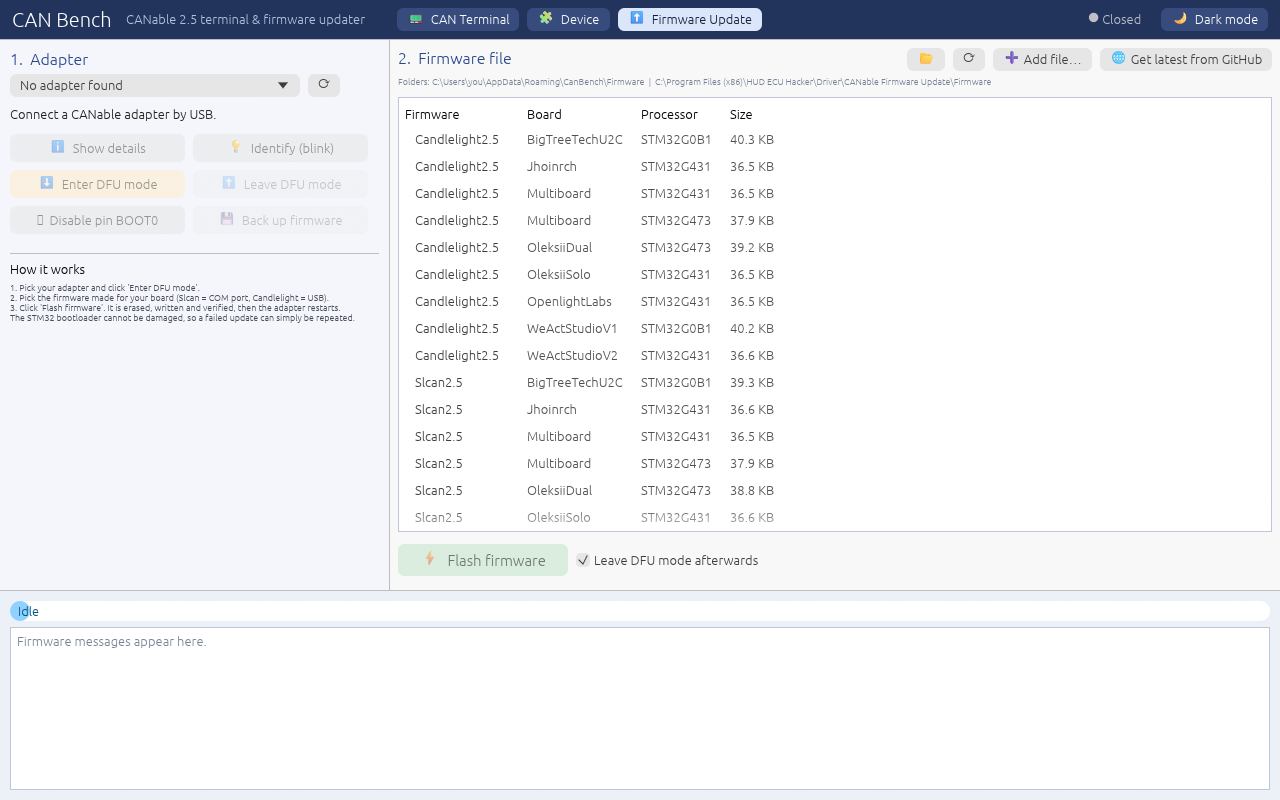 CAN Bench CANable 2.5 terminal & firmware updater CAN Terminal Device Firmware Update Closed Dark mode
1. Adapter
No adapter found
Connect a CANable adapter by USB.
Show details Identify (blink)
Enter DFU mode Leave DFU mode
Disable pin BOOT0 Back up firmware
How it works
1. Pick your adapter and click 'Enter DFU mode'.
2. Pick the firmware made for your board (Slcan = COM port, Candlelight = USB).
3. Click 'Flash firmware'. It is erased, written and verified, then the adapter restarts.
The STM32 bootloader cannot be damaged, so a failed update can simply be repeated.
2. Firmware file Add file... Get latest from GitHub
Folders: C:\Users\you\AppData\Roaming\CanBench\Firmware | C:\Program Files (x86)\HUD ECU Hacker\Driver\CANable Firmware Update\Firmware
Firmware Board Processor Size
Candlelight2.5 BigTreeTechU2C STM32G0B1 40.3 KB
Candlelight2.5 Jhoinrch STM32G431 36.5 KB
Candlelight2.5 Multiboard STM32G431 36.5 KB
Candlelight2.5 Multiboard STM32G473 37.9 KB
Candlelight2.5 OleksiiDual STM32G473 39.2 KB
Candlelight2.5 OleksiiSolo STM32G431 36.5 KB
Candlelight2.5 OpenlightLabs STM32G431 36.5 KB
Candlelight2.5 WeActStudioV1 STM32G0B1 40.2 KB
Candlelight2.5 WeActStudioV2 STM32G431 36.6 KB
Slcan2.5 BigTreeTechU2C STM32G0B1 39.3 KB
Slcan2.5 Jhoinrch STM32G431 36.6 KB
Slcan2.5 Multiboard STM32G431 36.5 KB
Slcan2.5 Multiboard STM32G473 37.9 KB
Slcan2.5 OleksiiDual STM32G473 38.8 KB
Slcan2.5 OleksiiSolo STM32G431 36.6 KB
Flash firmware Leave DFU mode afterwards
Idle
Firmware messages appear here.